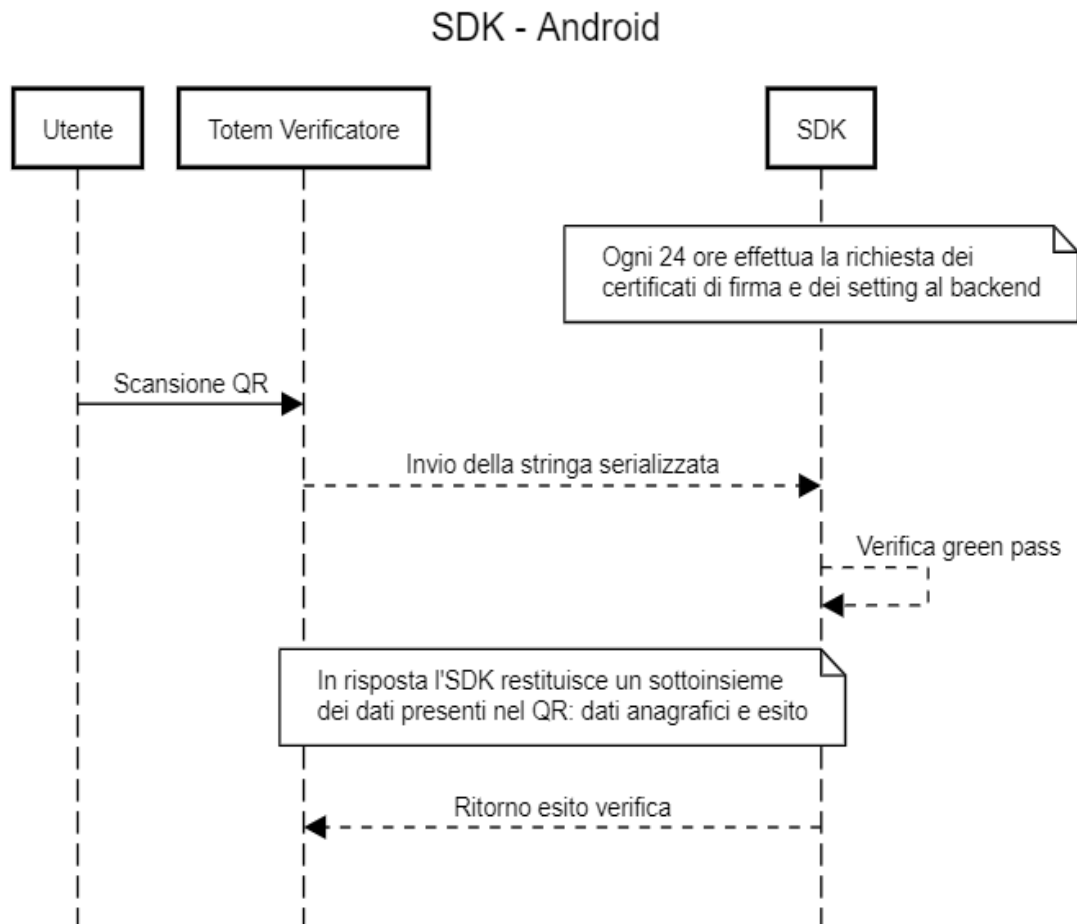 SDK - Android
Utente
Totem Verificatore
SDK
Ogni 24 ore effettua la richiesta dei
certificati di firma e dei setting al backend
Scansione QR
Invio della stringa serializzata
Verifica green pass
In risposta l'SDK restituisce un sottoinsieme
dei dati presenti nel QR: dati anagrafici e esito
Ritorno esito verifica